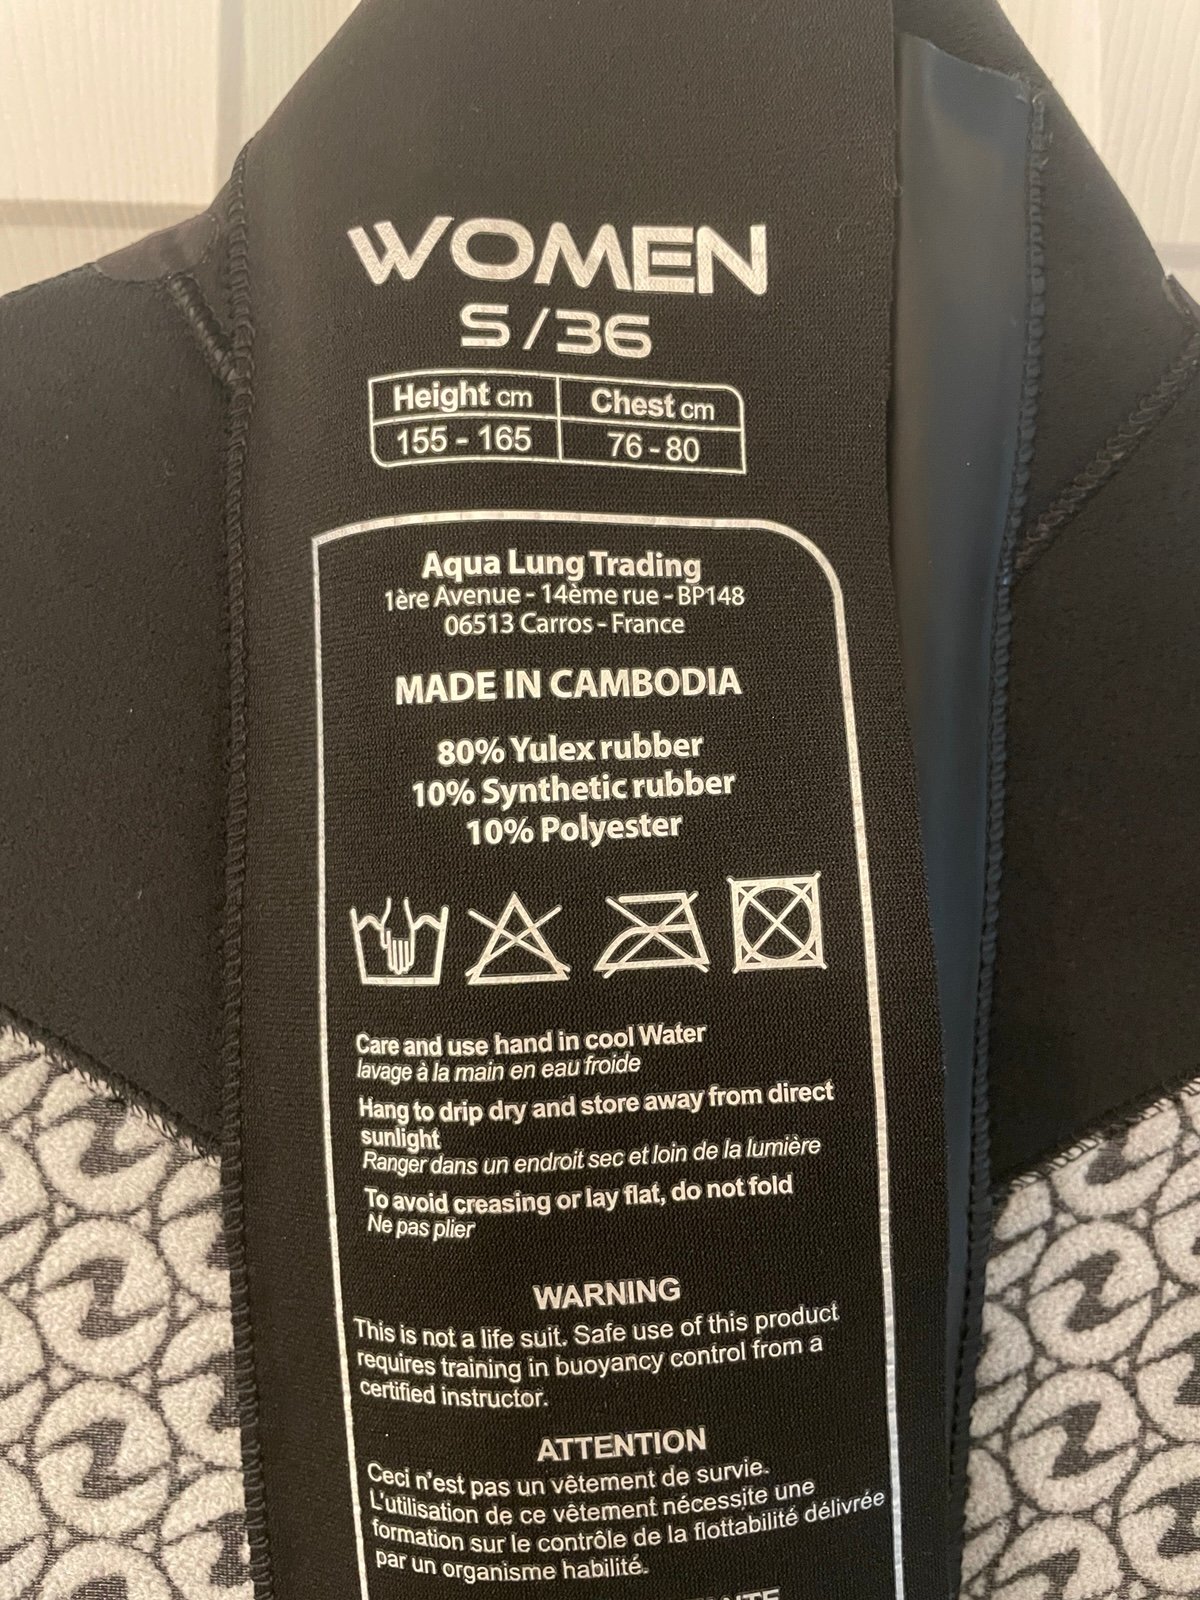 WOMEN
S/36
Height cm Chest cm
155 - 165 76 - 80
Aqua Lung Trading
1ère Avenue - 14ème rue - BP148
06513 Carros - France
MADE IN CAMBODIA
80% Yulex rubber
10% Synthetic rubber
10% Polyester
Care and use hand in cool Water
lavage à la main en eau froide
Hang to drip dry and store away from direct
sunlight
Ranger dans un endroit sec et loin de la lumière
To avoid creasing or lay flat, do not fold
Ne pas plier
WARNING
This is not a life suit. Safe use of this product
requires training in buoyancy control from a
certified instructor.
ATTENTION
Ceci n'est pas un vêtement de survie.
L'utilisation de ce vêtement nécessite une
formation sur le contrôle de la flottabilité délivrée
par un organisme habilité.